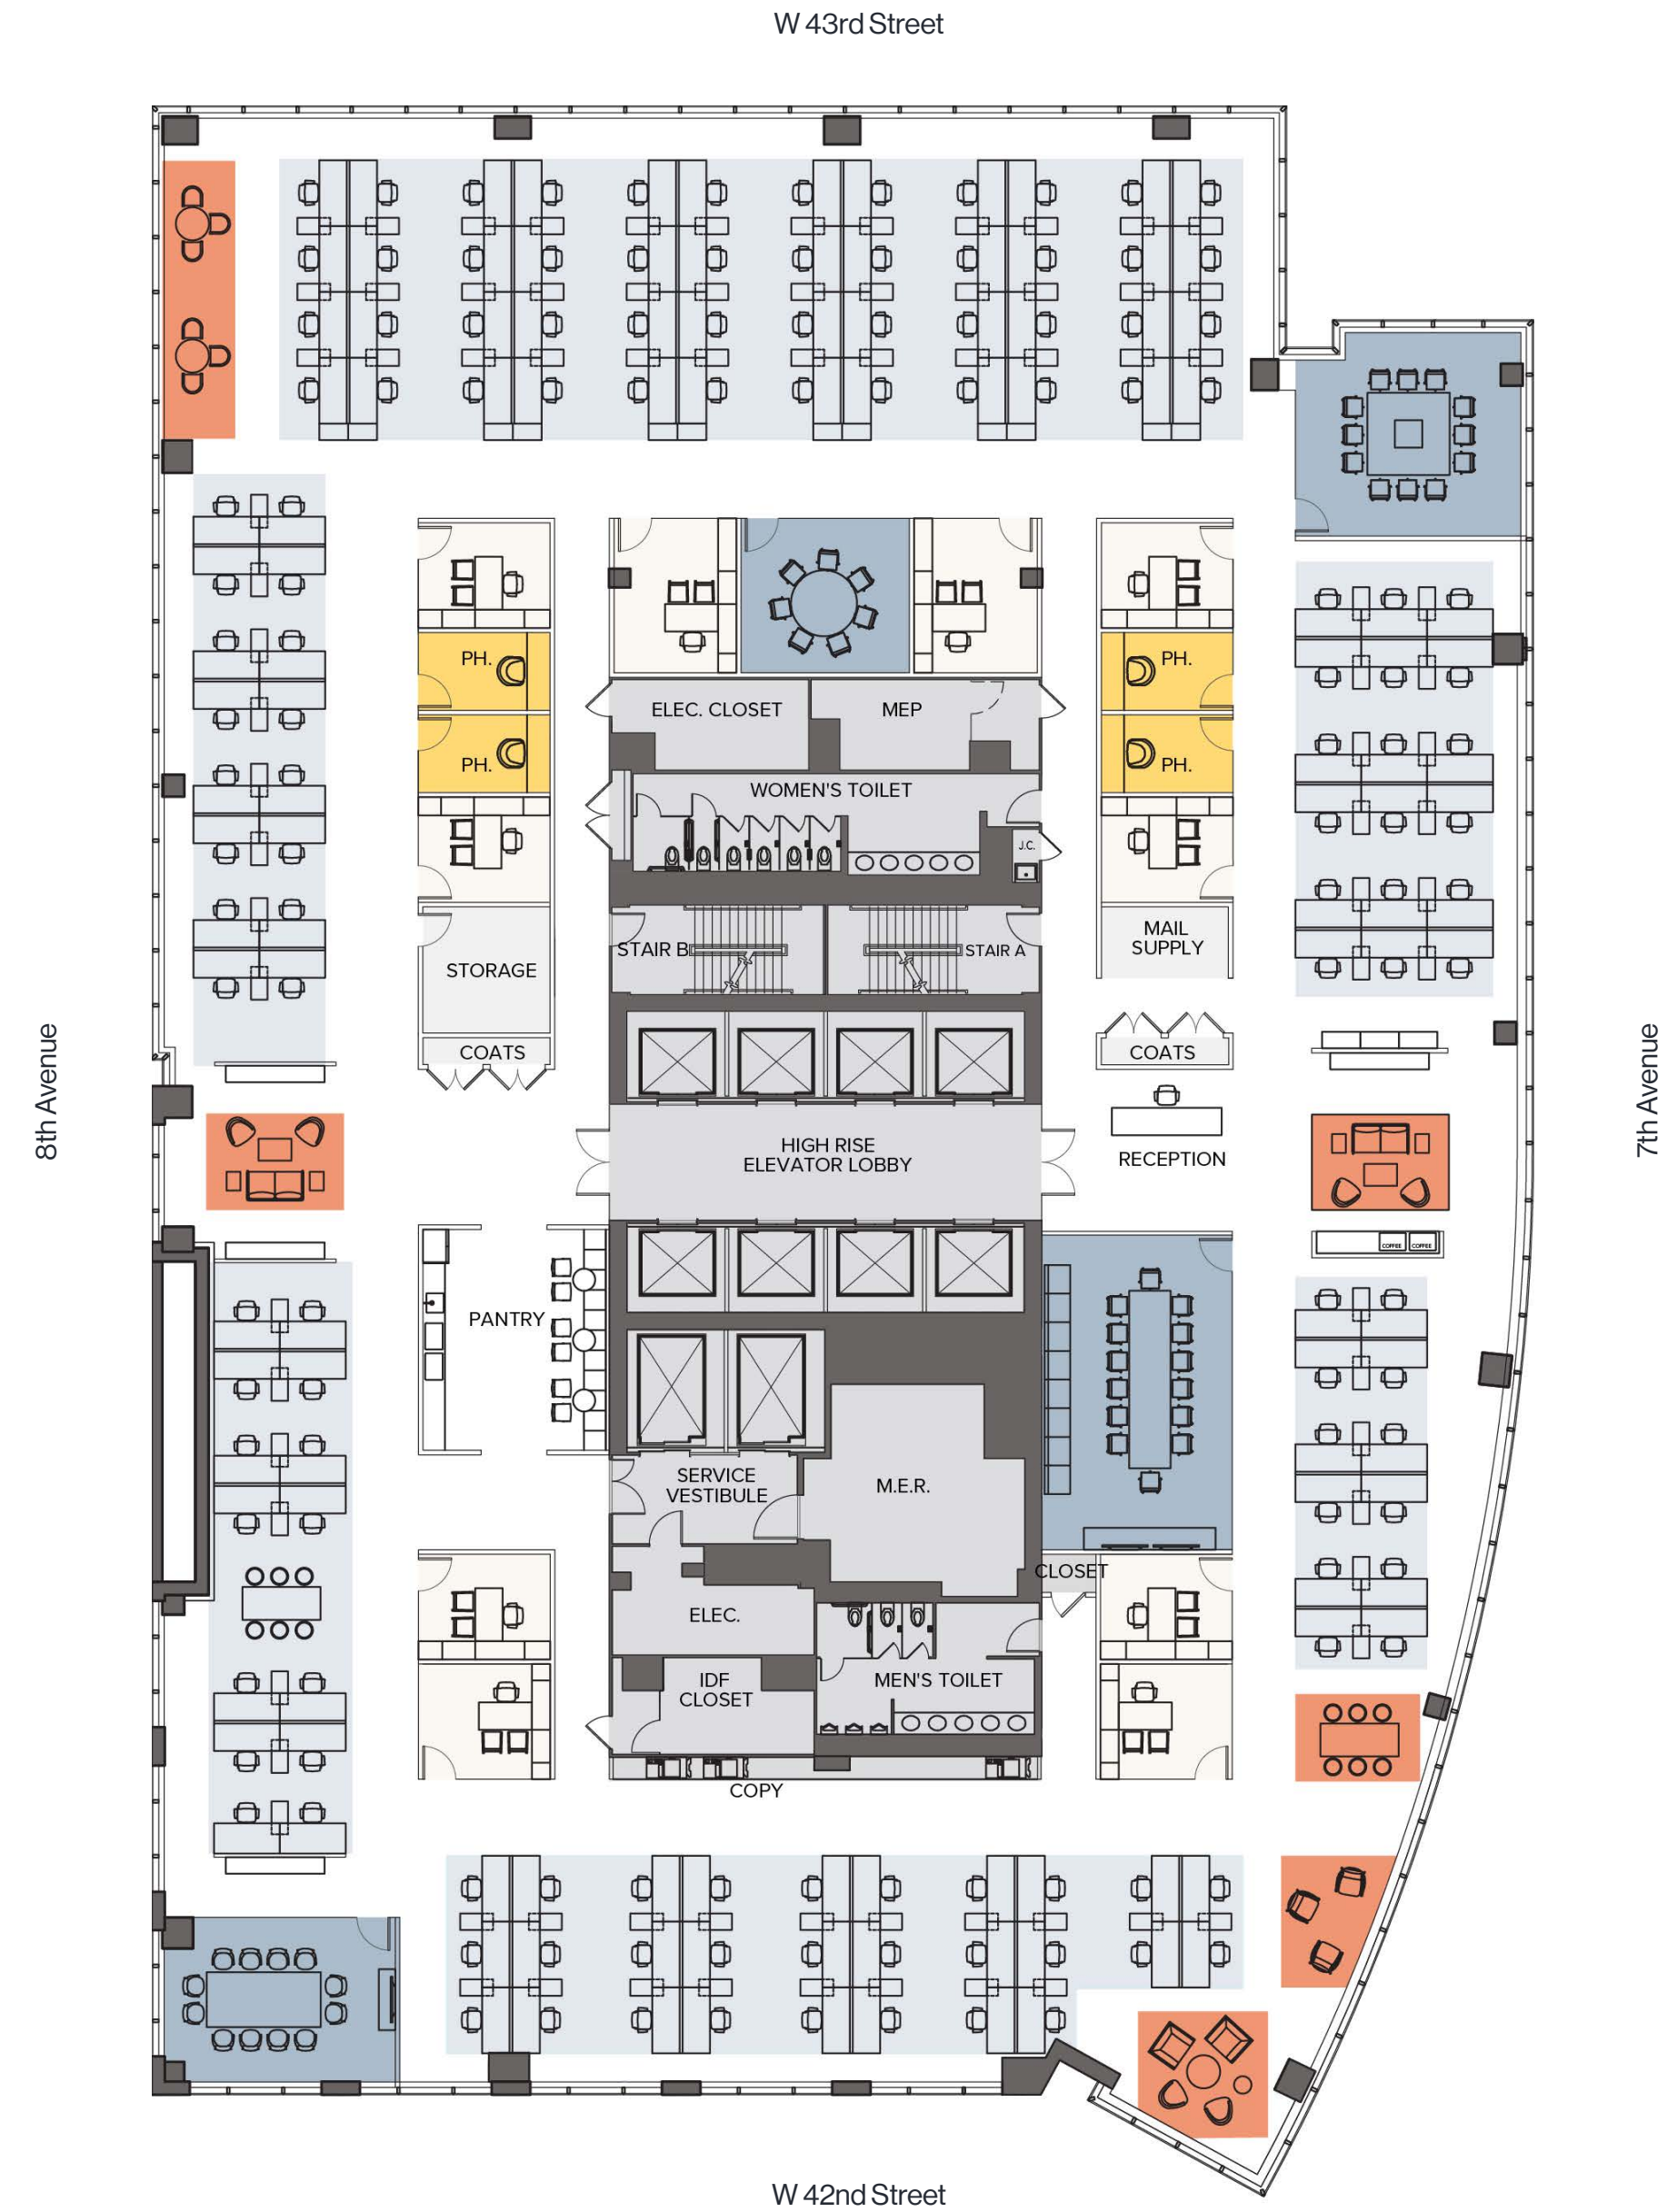 W 43rd Street
PH.
PH.
ELEC. CLOSET
MEP
PH.
PH.
WOMEN'S TOILET
J.C.
STAIR B
STAIR A
MAIL
SUPPLY
STORAGE
COATS
COATS
8th Avenue
7th Avenue
HIGH RISE
ELEVATOR LOBBY
RECEPTION
COFFEE
COFFEE
PANTRY
SERVICE
VESTIBULE
M.E.R.
CLOSET
ELEC.
IDF
CLOSET
MEN'S TOILET
COPY
W 42nd Street